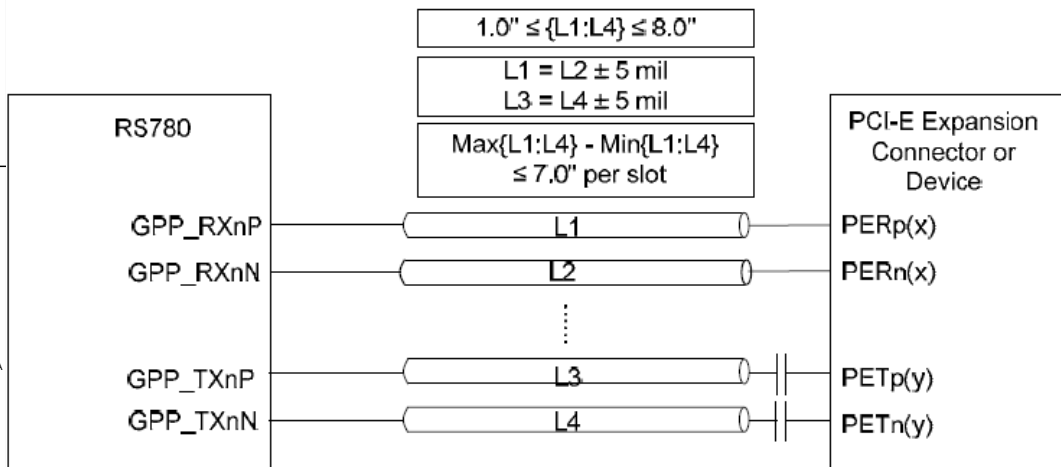 1.0" ≤ {L1:L4} ≤ 8.0"
L1 = L2 ± 5 mil
L3 = L4 ± 5 mil
Max{L1:L4} - Min{L1:L4}
≤ 7.0" per slot
RS780
PCI-E Expansion
Connector or
Device
GPP_RXnP
L1
PERp(x)
GPP_RXnN
L2
PERn(x)
GPP_TXnP
L3
PETp(y)
GPP_TXnN
L4
PETn(y)